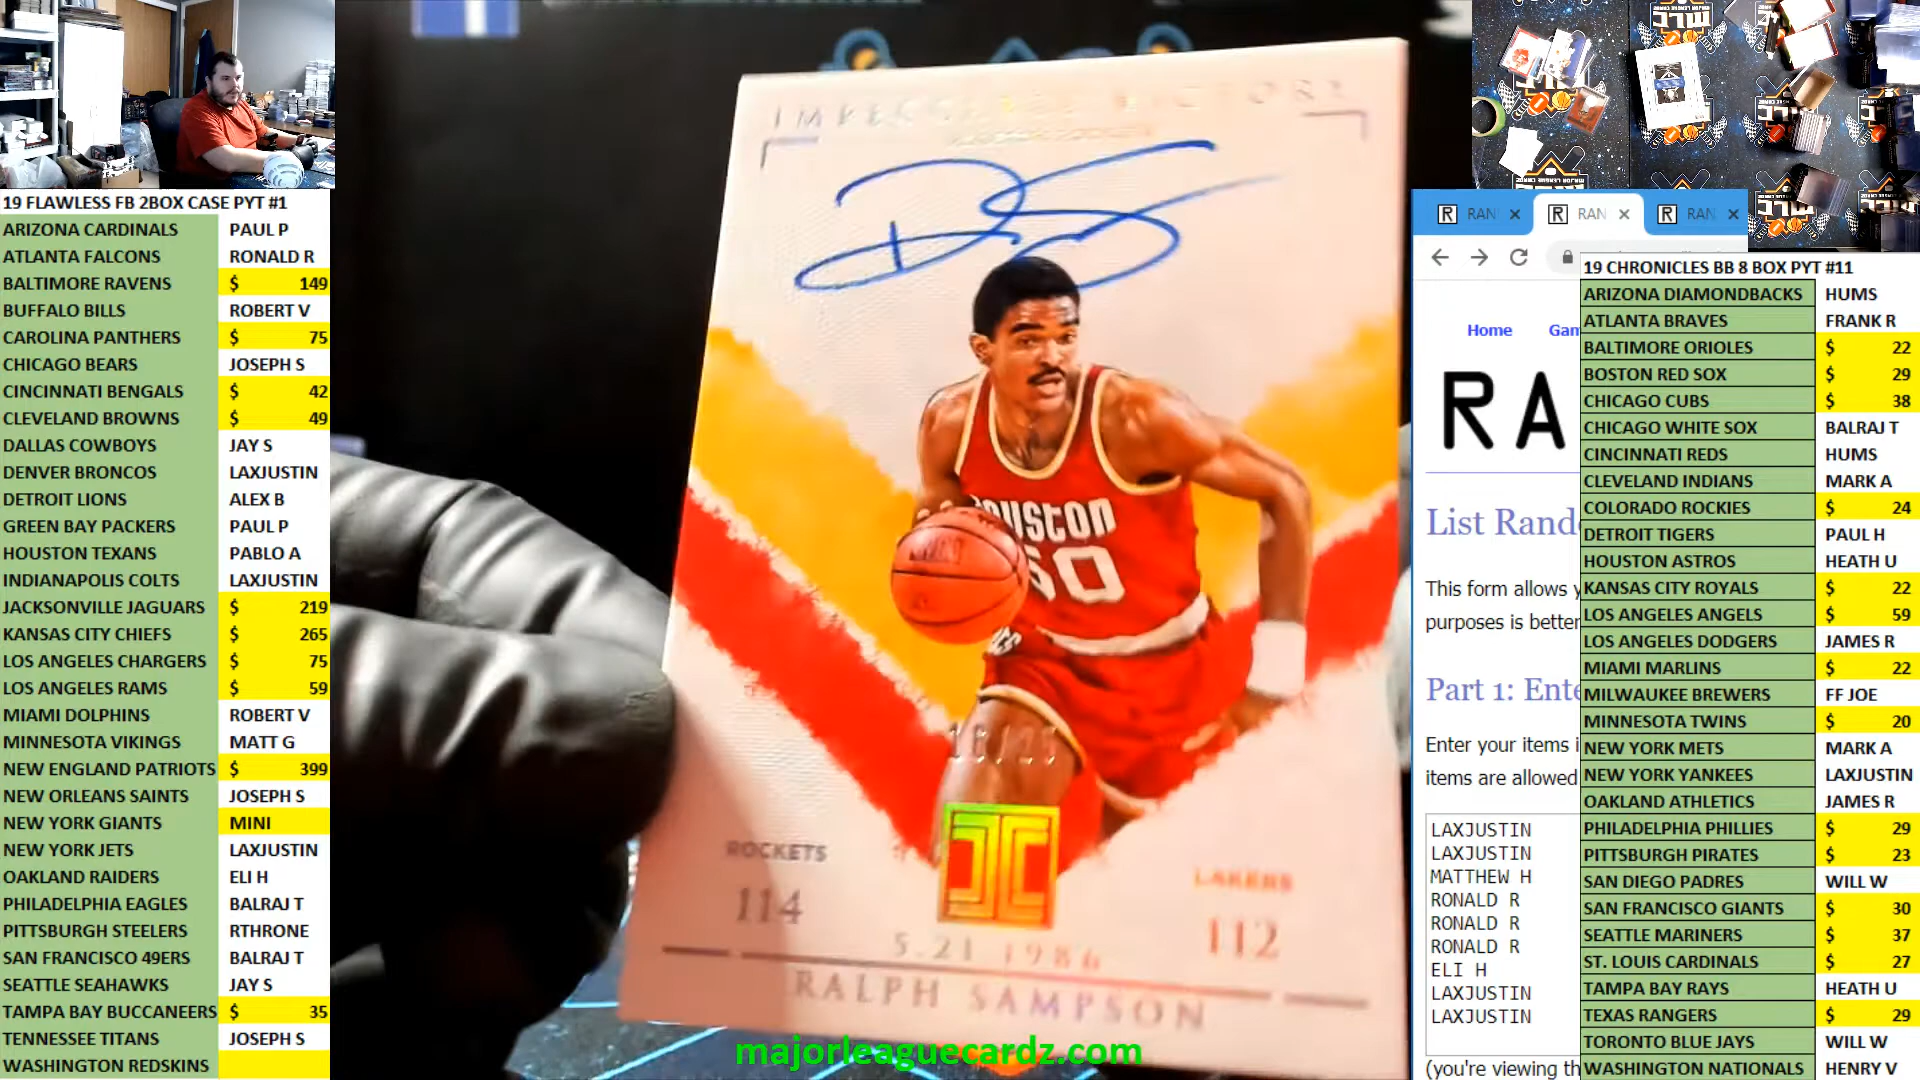 19 FLAWLESS FB 2BOX CASE PYT #1
ARIZONA CARDINALS PAUL P
ATLANTA FALCONS RONALD R
BALTIMORE RAVENS $ 149
BUFFALO BILLS ROBERT V
CAROLINA PANTHERS $ 75
CHICAGO BEARS JOSEPH S
CINCINNATI BENGALS $ 42
CLEVELAND BROWNS $ 49
DALLAS COWBOYS JAY S
DENVER BRONCOS LAXJUSTIN
DETROIT LIONS ALEX B
GREEN BAY PACKERS PAUL P
HOUSTON TEXANS PABLO A
INDIANAPOLIS COLTS LAXJUSTIN
JACKSONVILLE JAGUARS $ 219
KANSAS CITY CHIEFS $ 265
LOS ANGELES CHARGERS $ 75
LOS ANGELES RAMS $ 59
MIAMI DOLPHINS ROBERT V
MINNESOTA VIKINGS MATT G
NEW ENGLAND PATRIOTS $ 399
NEW ORLEANS SAINTS JOSEPH S
NEW YORK GIANTS MINI
NEW YORK JETS LAXJUSTIN
OAKLAND RAIDERS ELI H
PHILADELPHIA EAGLES BALRAJ T
PITTSBURGH STEELERS RTHRONE
SAN FRANCISCO 49ERS BALRAJ T
SEATTLE SEAHAWKS JAY S
TAMPA BAY BUCCANEERS $ 35
TENNESSEE TITANS JOSEPH S
WASHINGTON REDSKINS
HOUSTON
50
ROCKETS
114
LAKERS
112
5.21 1986
RALPH SAMPSON
majorleaguecardz.com
RAN RAN RAN
Home Gam
RA
List Rand
This form allows y
purposes is better
Part 1: Ente
Enter your items i
items are allowed
LAXJUSTIN
LAXJUSTIN
MATTHEW H
RONALD R
RONALD R
RONALD R
ELI H
LAXJUSTIN
LAXJUSTIN
(you're viewing th
19 CHRONICLES BB 8 BOX PYT #11
ARIZONA DIAMONDBACKS HUMS
ATLANTA BRAVES FRANK R
BALTIMORE ORIOLES $ 22
BOSTON RED SOX $ 29
CHICAGO CUBS $ 38
CHICAGO WHITE SOX BALRAJ T
CINCINNATI REDS HUMS
CLEVELAND INDIANS MARK A
COLORADO ROCKIES $ 24
DETROIT TIGERS PAUL H
HOUSTON ASTROS HEATH U
KANSAS CITY ROYALS $ 22
LOS ANGELES ANGELS $ 59
LOS ANGELES DODGERS JAMES R
MIAMI MARLINS $ 22
MILWAUKEE BREWERS FF JOE
MINNESOTA TWINS $ 20
NEW YORK METS MARK A
NEW YORK YANKEES LAXJUSTIN
OAKLAND ATHLETICS JAMES R
PHILADELPHIA PHILLIES $ 29
PITTSBURGH PIRATES $ 23
SAN DIEGO PADRES WILL W
SAN FRANCISCO GIANTS $ 30
SEATTLE MARINERS $ 37
ST. LOUIS CARDINALS $ 27
TAMPA BAY RAYS HEATH U
TEXAS RANGERS $ 29
TORONTO BLUE JAYS WILL W
WASHINGTON NATIONALS HENRY V